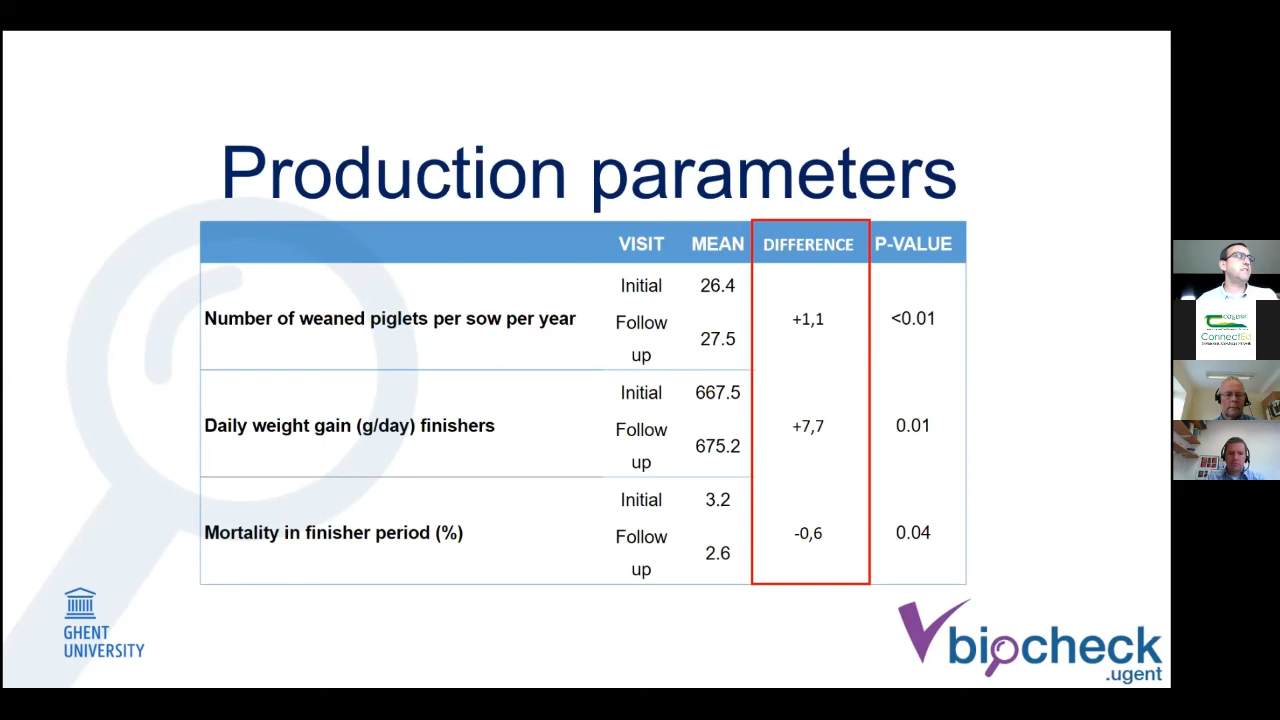 Production parameters
VISIT MEAN DIFFERENCE P-VALUE
Number of weaned piglets per sow per year
Initial 26.4
Follow up 27.5
+1,1
<0.01
Daily weight gain (g/day) finishers
Initial 667.5
Follow up 675.2
+7,7
0.01
Mortality in finisher period (%)
Initial 3.2
Follow up 2.6
-0,6
0.04
GHENT
UNIVERSITY
biocheck
.ugent
ConnectEd